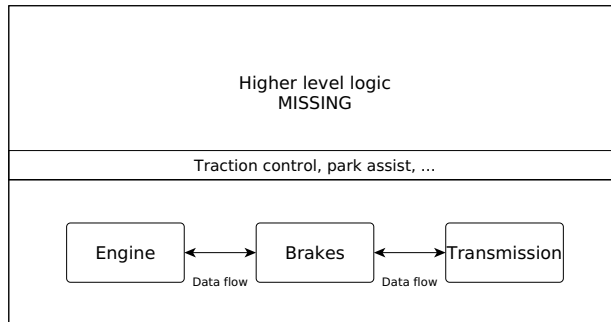 Higher level logic
MISSING
Traction control, park assist, ...
Engine
Brakes
Transmission
Data flow
Data flow